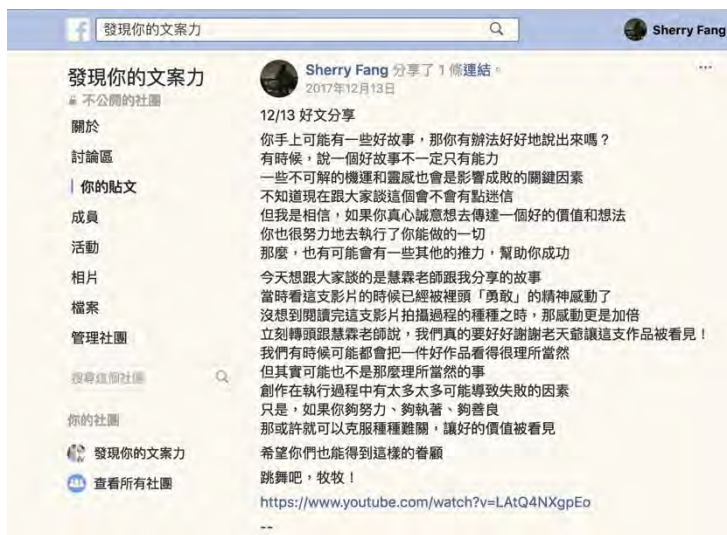 發現你的文案力
Sherry Fang
發現你的文案力
不公開的社團
關於
討論區
你的貼文
成員
活動
相片
檔案
管理社團
搜尋這個社團
你的社團
發現你的文案力
查看所有社團
Sherry Fang 分享了 1 條連結。
2017年12月13日
12/13 好文分享
你手上可能有一些好故事,那你有辦法好好地說出來嗎?
有時候,說一個好故事不一定只有能力
一些不可解的機運和靈感也會是影響成敗的關鍵因素
不知道現在跟大家談這個會不會有點迷信
但我是相信,如果你真心誠意想去傳達一個好的價值和想法
你也很努力地去執行了你能做的一切
那麼,也有可能會有一些其他的推力,幫助你成功
今天想跟大家談的是慧霖老師跟我分享的故事
當時看這支影片的時候已經被裡頭「勇敢」的精神感動了
沒想到閱讀完這支影片拍攝過程的種種之時,那感動更是加倍
立刻轉頭跟慧霖老師說,我們真的要好好謝謝老天爺讓這支作品被看見!
我們有時候可能都會把一件好作品看得很理所當然
但其實可能也不是那麼理所當然的事
創作在執行過程中有太多太多可能導致失敗的因素
只是,如果你夠努力、夠執著、夠善良
那或許就可以克服種種難關,讓好的價值被看見
希望你們也能得到這樣的眷顧
跳舞吧,牧牧!
https://www.youtube.com/watch?v=LAtQ4NXgpEo
--